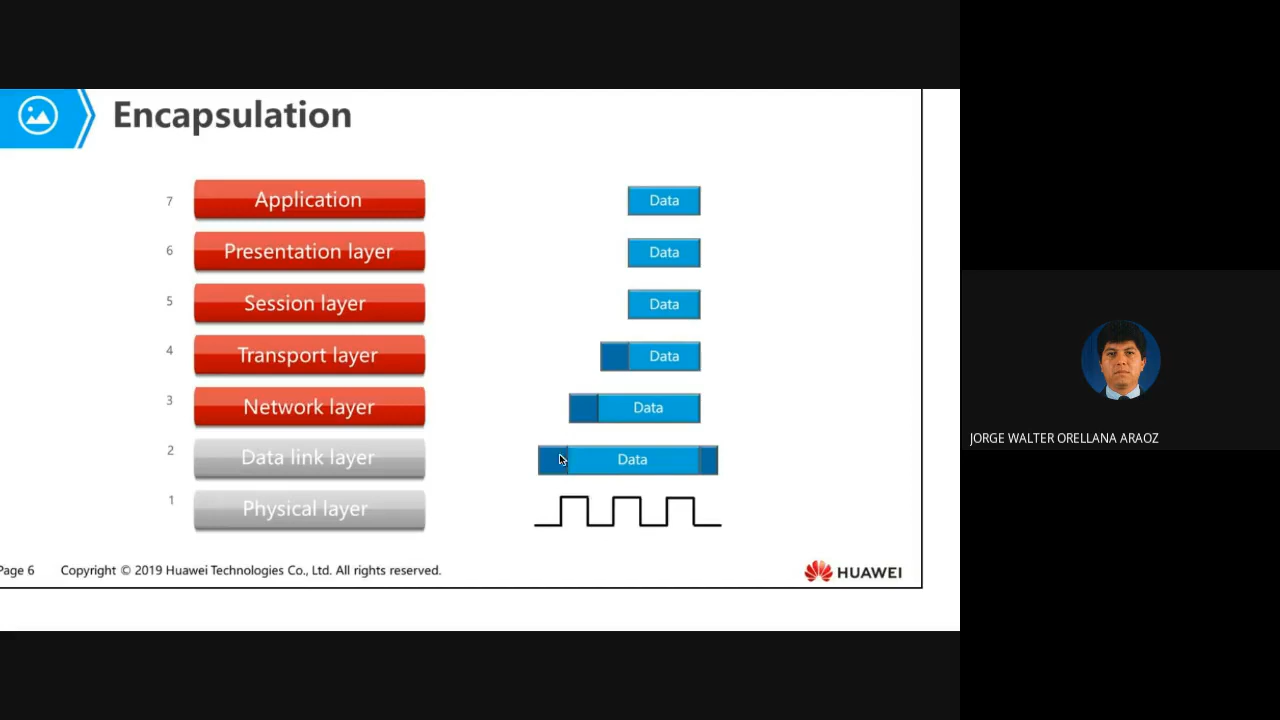 Encapsulation
7 Application Data
6 Presentation layer Data
5 Session layer Data
4 Transport layer Data
3 Network layer Data
2 Data link layer Data
1 Physical layer
JORGE WALTER ORELLANA ARAOZ
Page 6 Copyright © 2019 Huawei Technologies Co., Ltd. All rights reserved. HUAWEI